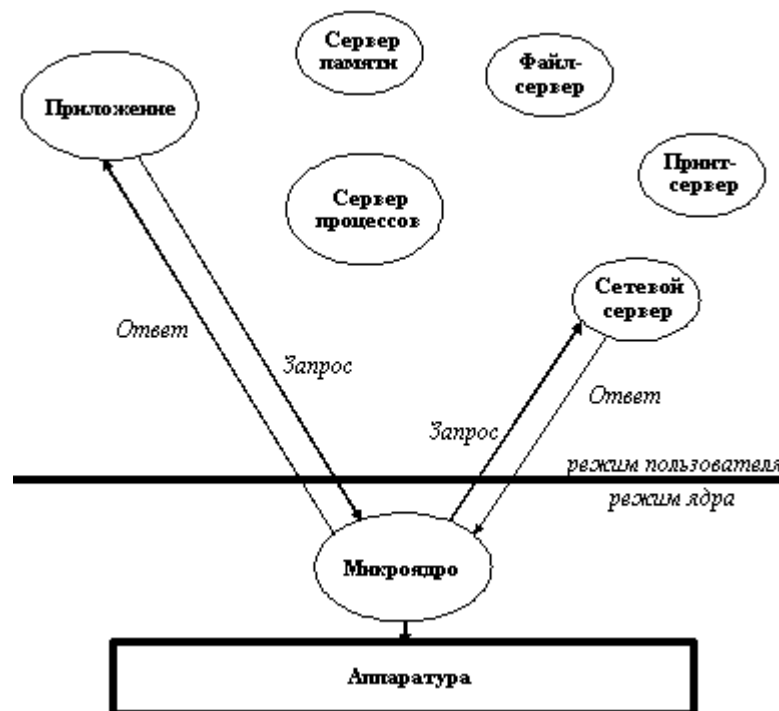 Сервер
памяти
Файл-
сервер
Приложение
Принт-
сервер
Сервер
процессов
Сетевой
сервер
Ответ
Запрос
Запрос
Ответ
режим пользователя
режим ядра
Микроядро
Аппаратура